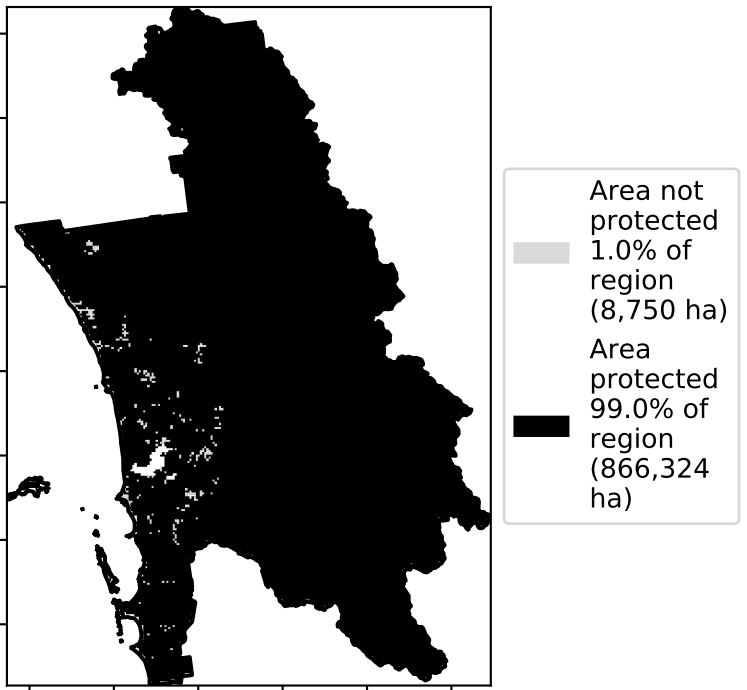 Area not
protected
1.0% of
region
(8,750 ha)
Area
protected
99.0% of
region
(866,324
ha)